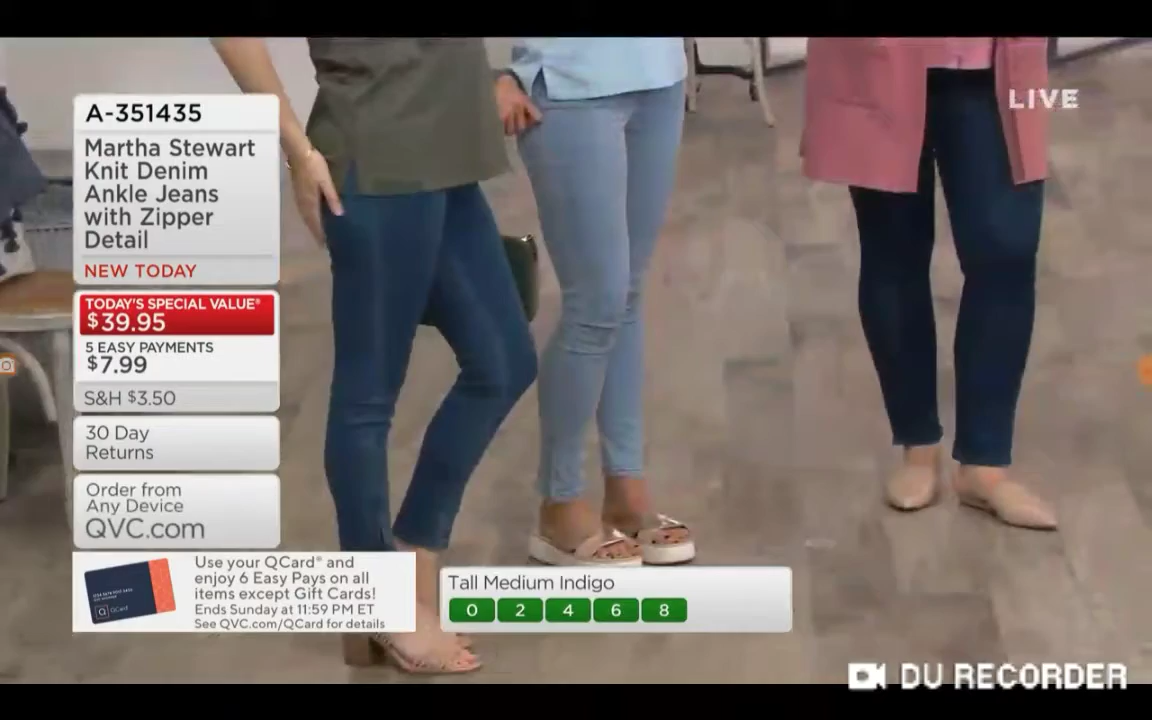 A-351435
Martha Stewart
Knit Denim
Ankle Jeans
with Zipper
Detail
NEW TODAY
TODAY'S SPECIAL VALUE®
$39.95
5 EASY PAYMENTS
$7.99
S&H $3.50
30 Day
Returns
Order from
Any Device
QVC.com
QCard
Use your QCard® and
enjoy 6 Easy Pays on all
items except Gift Cards!
Ends Sunday at 11:59 PM ET
See QVC.com/QCard for details
Tall Medium Indigo
0 2 4 6 8
LIVE
DU RECORDER